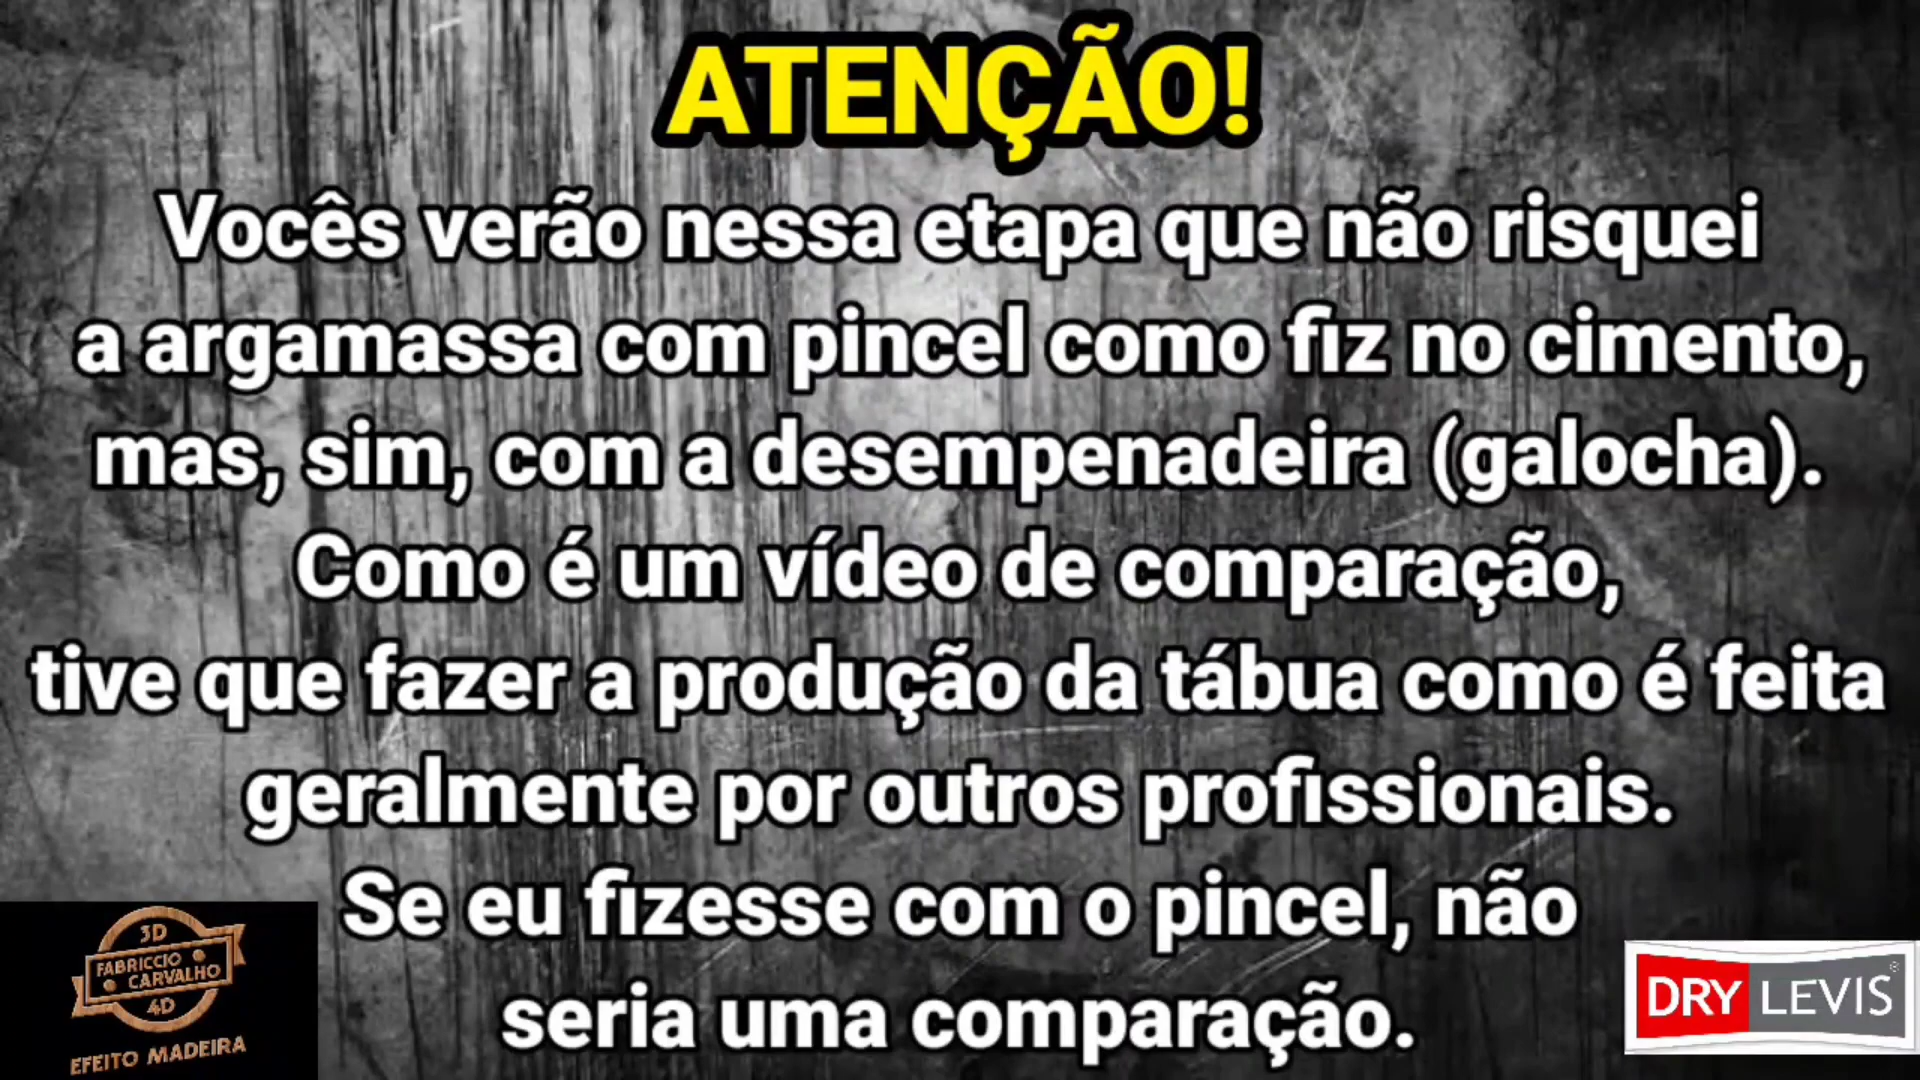 ATENÇÃO!
Vocês verão nessa etapa que não risquei
a argamassa com pincel como fiz no cimento,
mas, sim, com a desempenadeira (galocha).
Como é um vídeo de comparação,
tive que fazer a produção da tábua como é feita
geralmente por outros profissionais.
Se eu fizesse com o pincel, não
seria uma comparação.
3D
FABRICCIO
CARVALHO
4D
EFEITO MADEIRA
DRY LEVIS®